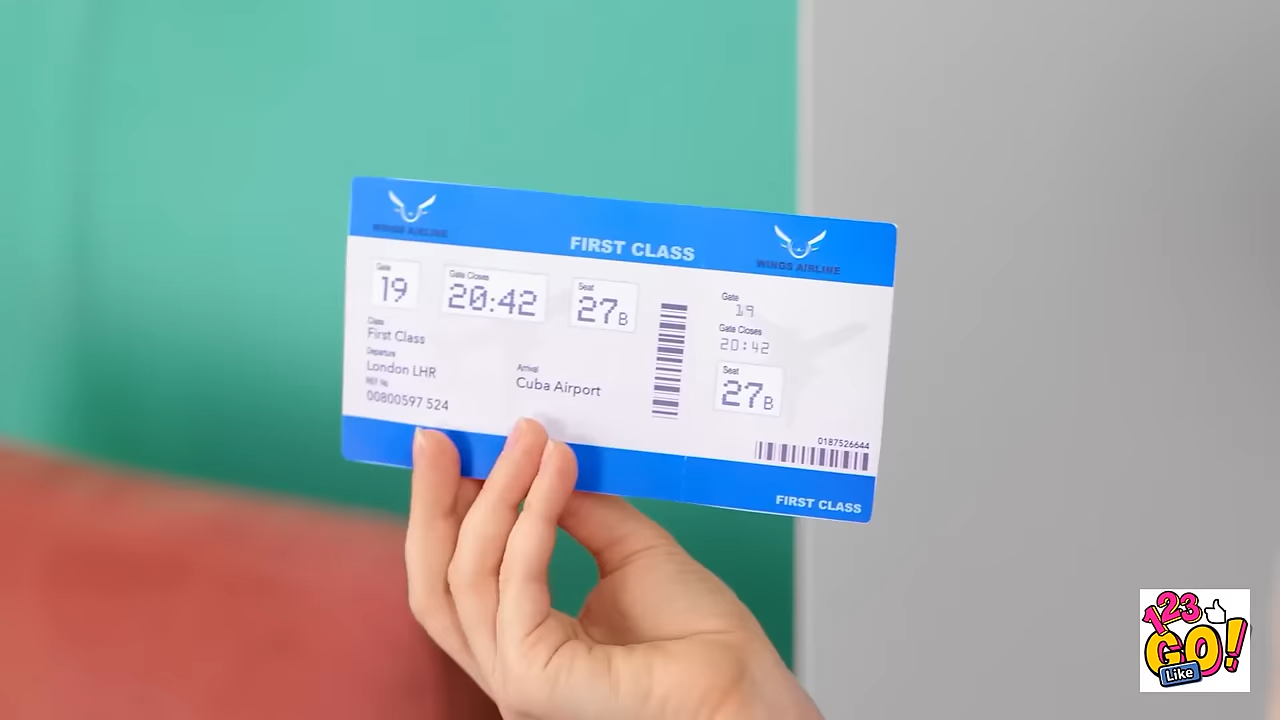 WINGS AIRLINE
FIRST CLASS
WINGS AIRLINE
Gate
19
Gate Closes
20:42
Seat
27B
Class
First Class
Departure
London LHR
REF No
00800597 524
Arrival
Cuba Airport
Gate
19
Gate Closes
20:42
Seat
27B
0187526644
FIRST CLASS
123
GO!
Like